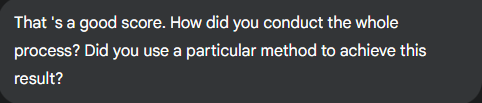 That 's a good score. How did you conduct the whole
process? Did you use a particular method to achieve this
result?